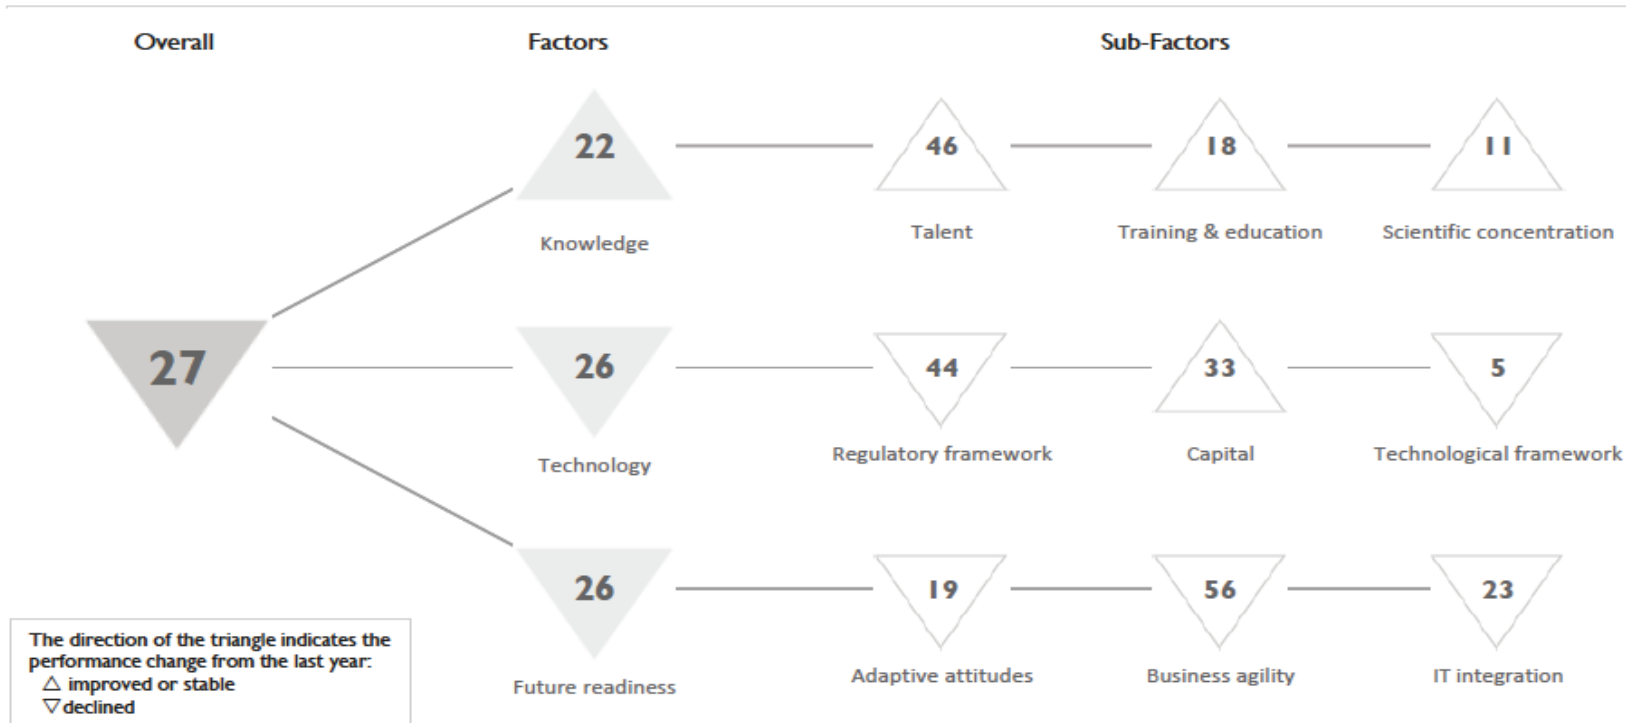 Overall
Factors
Sub-Factors
22
46
18
11
Knowledge
Talent
Training & education
Scientific concentration
27
26
44
33
5
Technology
Regulatory framework
Capital
Technological framework
26
19
56
23
Future readiness
Adaptive attitudes
Business agility
IT integration
The direction of the triangle indicates the
performance change from the last year:
△ improved or stable
▽ declined